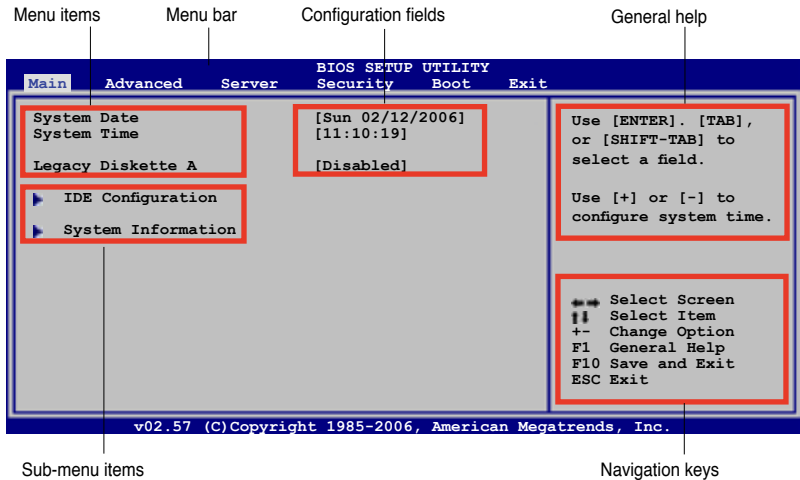 Menu items Menu bar Configuration fields General help
BIOS SETUP UTILITY
Main Advanced Server Security Boot Exit
System Date [Sun 02/12/2006]
System Time [11:10:19]
Legacy Diskette A [Disabled]
IDE Configuration
System Information
Use [ENTER]. [TAB],
or [SHIFT-TAB] to
select a field.
Use [+] or [-] to
configure system time.
Select Screen
Select Item
+- Change Option
F1 General Help
F10 Save and Exit
ESC Exit
v02.57 (C)Copyright 1985-2006, American Megatrends, Inc.
Sub-menu items Navigation keys